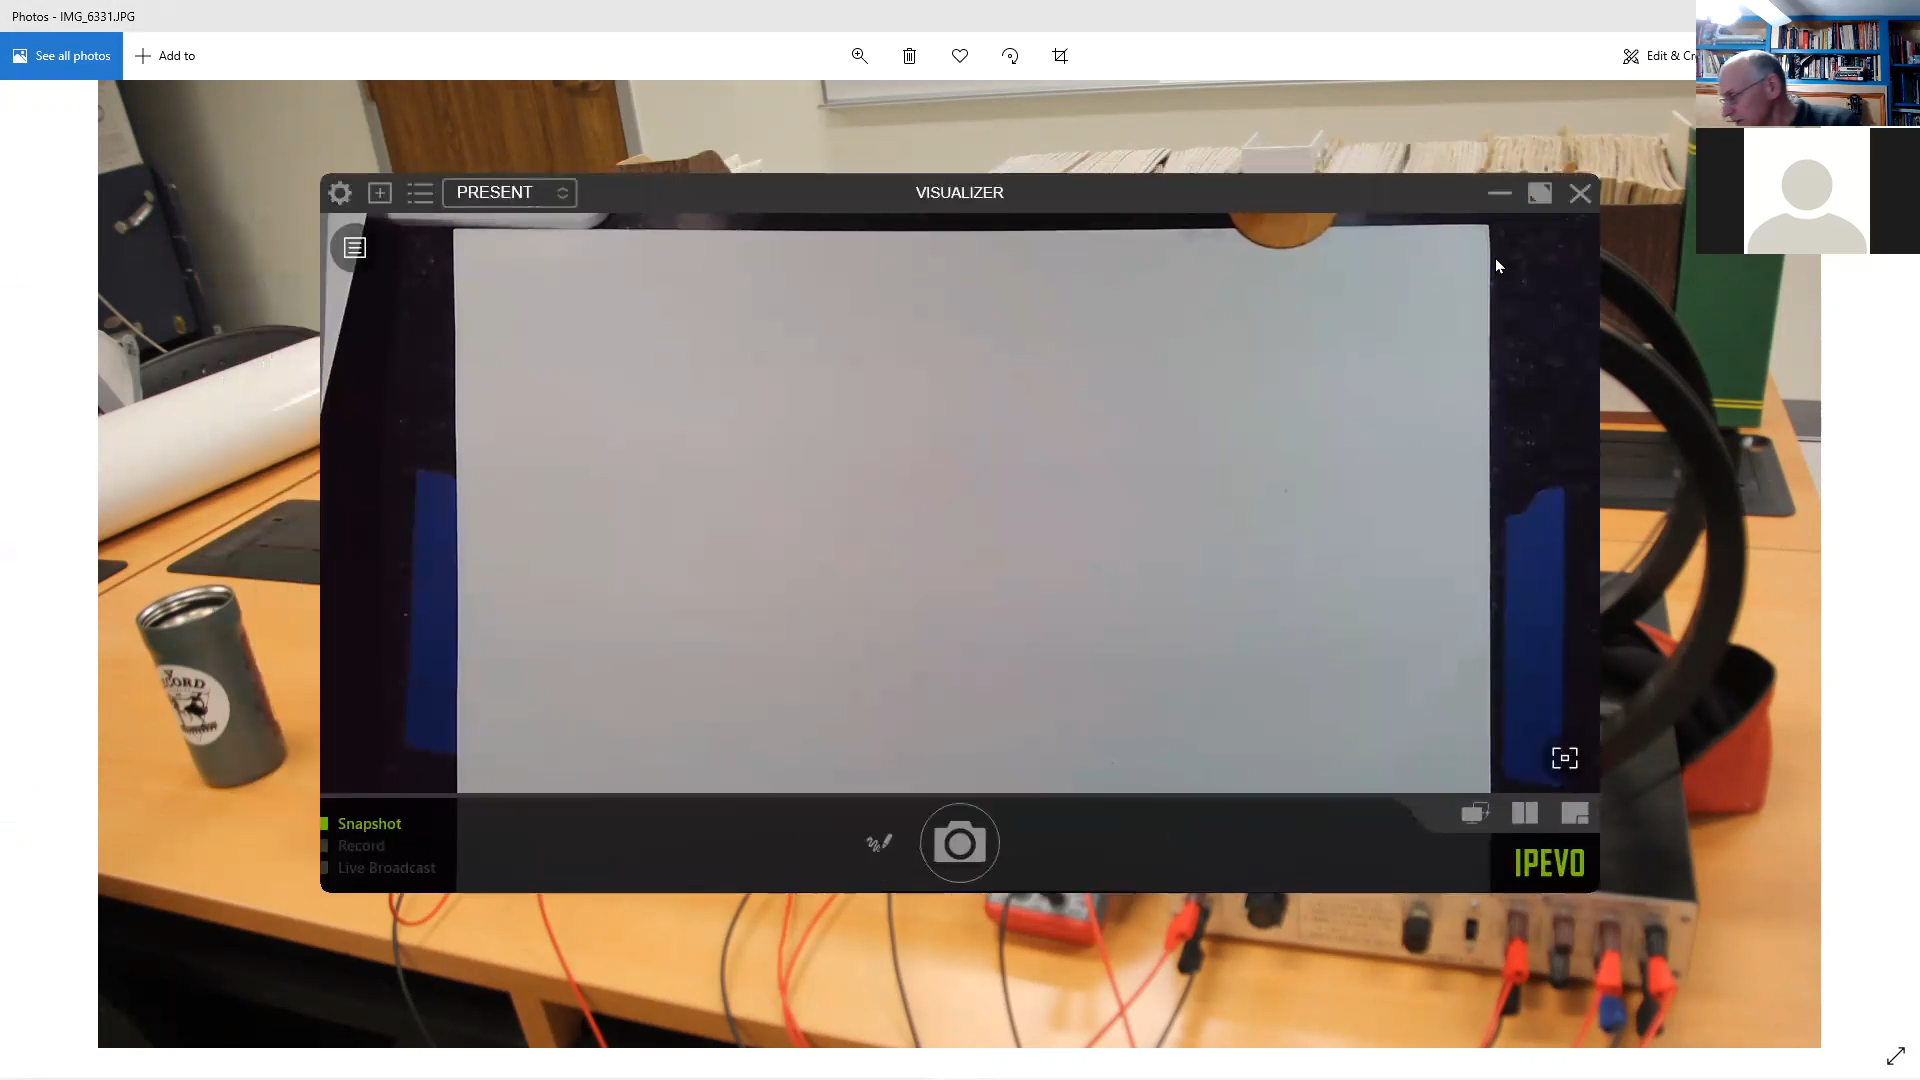 Photos - IMG_6331.JPG
See all photos
Add to
Edit & Cr
PRESENT
VISUALIZER
Snapshot
Record
Live Broadcast
IPEVO